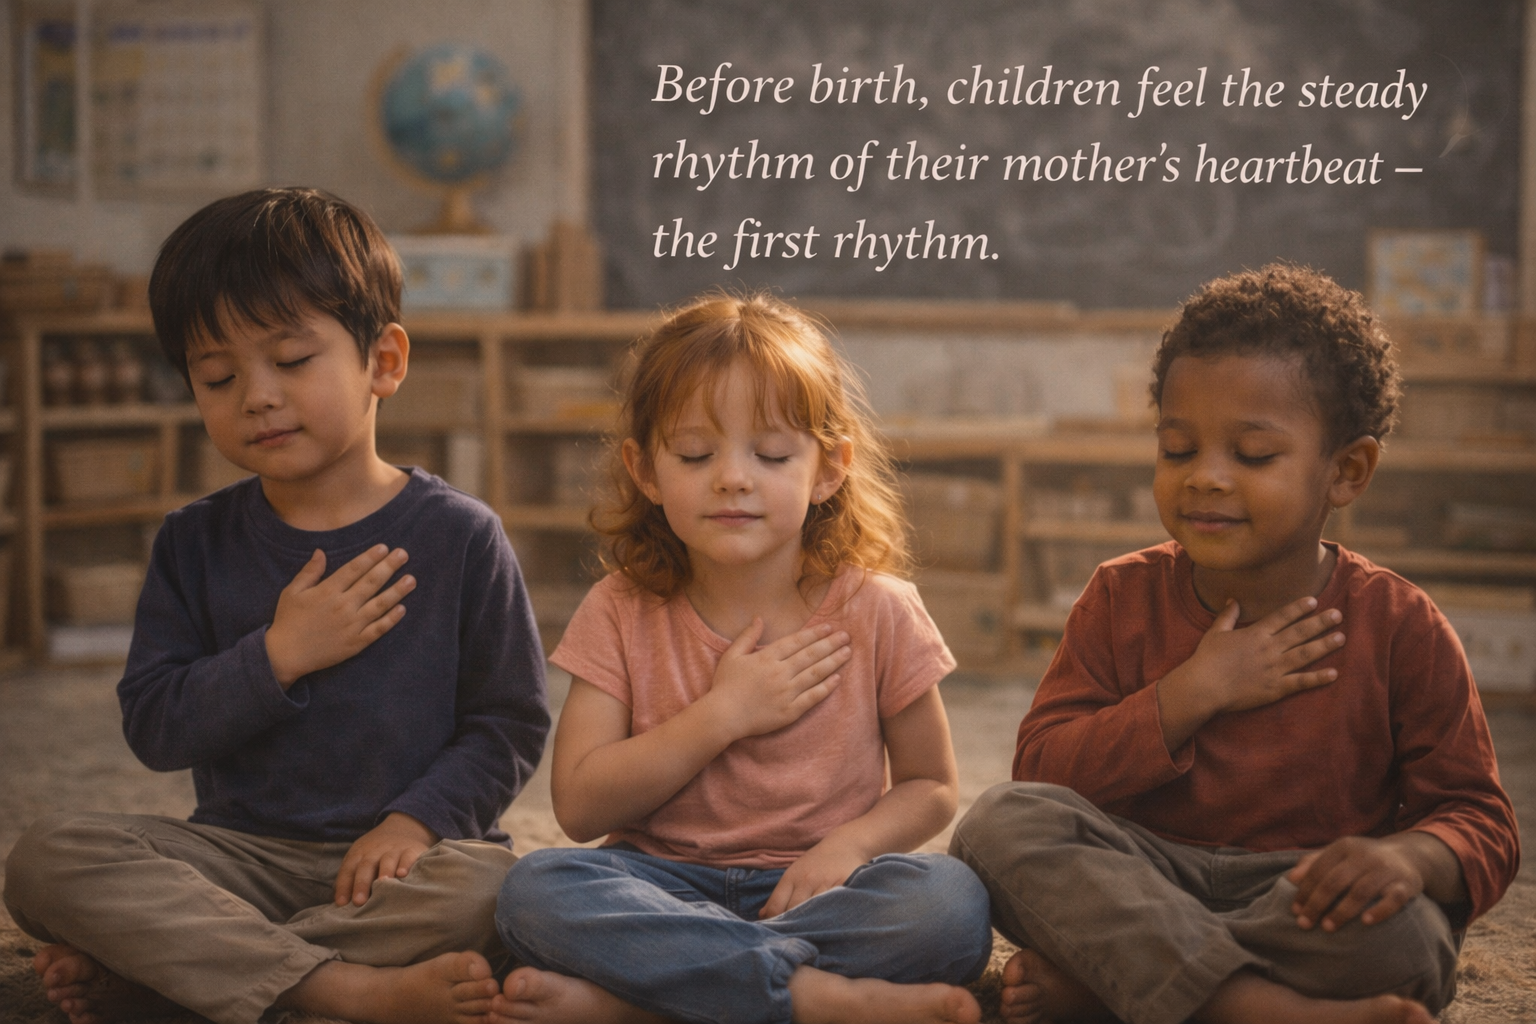 Before birth, children feel the steady
rhythm of their mother’s heartbeat –
the first rhythm.